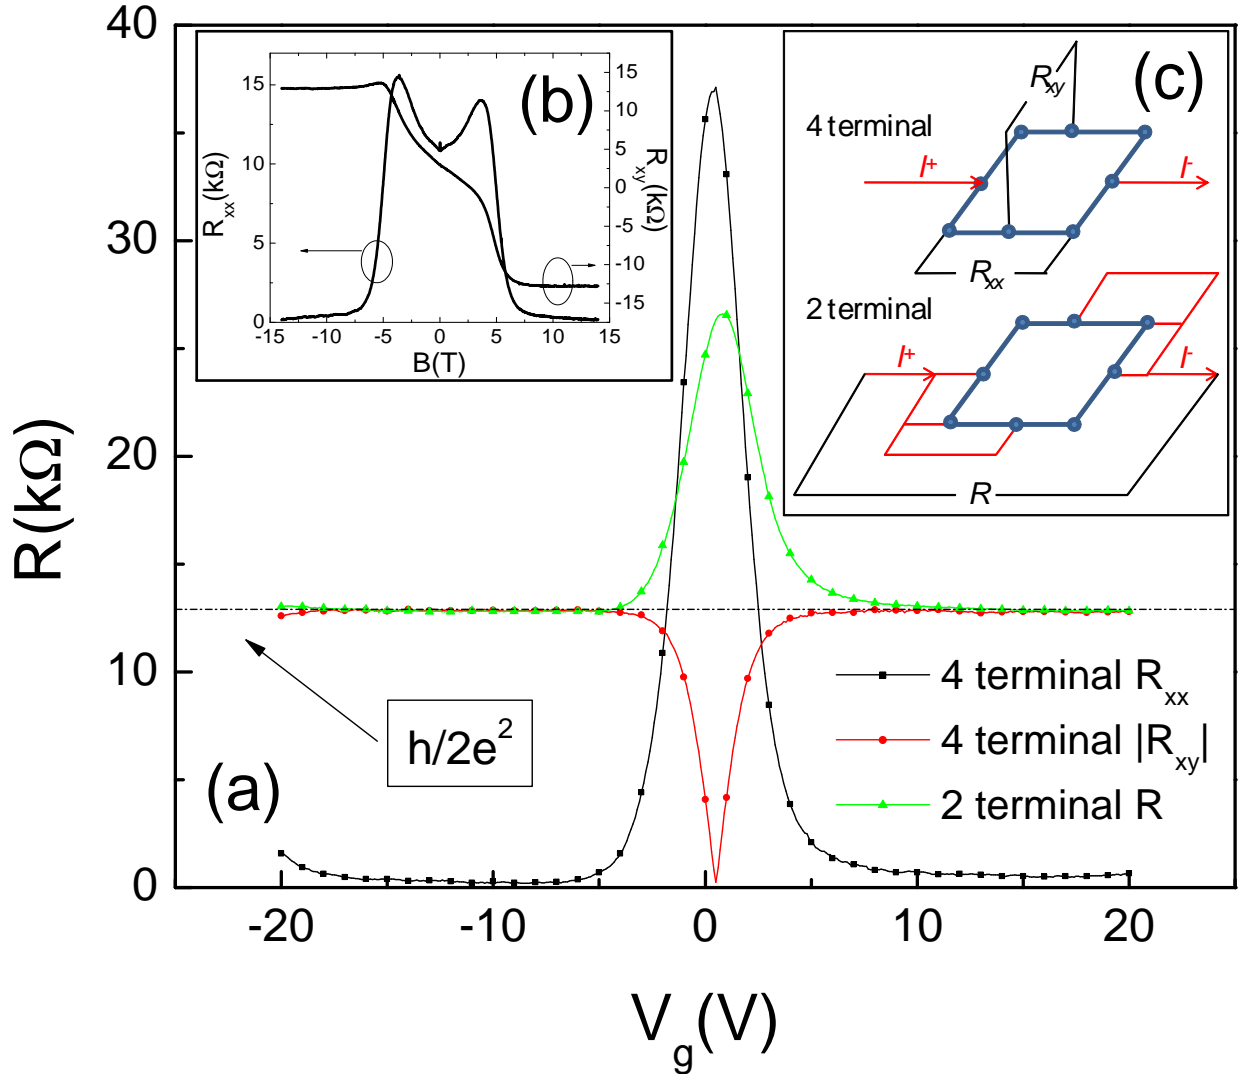 40
30
20
10
0
R(kΩ)
-20
-10
0
10
20
V_g(V)
(a)
h/2e²
4 terminal R_xx
4 terminal |R_xy|
2 terminal R
(b)
15
10
5
0
R_xx(kΩ)
-15
-10
-5
0
5
10
15
B(T)
15
10
5
0
-5
-10
-15
R_xy(kΩ)
(c)
R_xy
4 terminal
I⁺
I⁻
R_xx
2 terminal
I⁺
I⁻
R